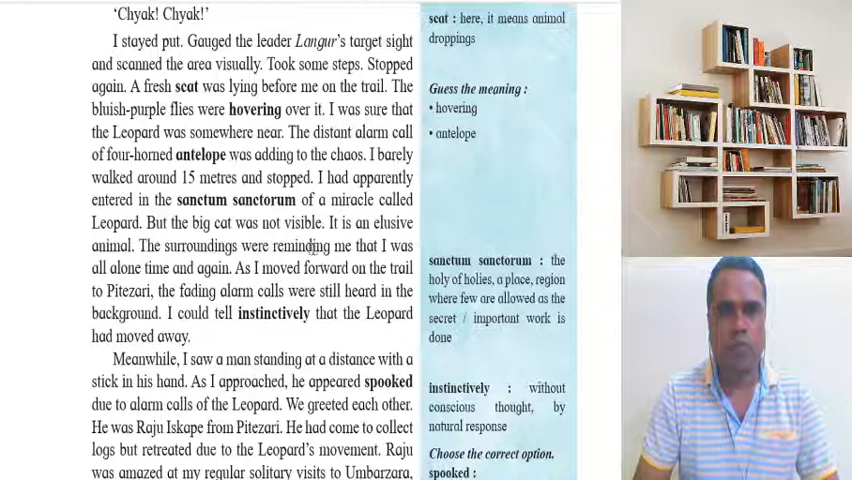 'Chyak! Chyak!'
I stayed put. Gauged the leader Langur's target sight
and scanned the area visually. Took some steps. Stopped
again. A fresh scat was lying before me on the trail. The
bluish-purple flies were hovering over it. I was sure that
the Leopard was somewhere near. The distant alarm call
of four-horned antelope was adding to the chaos. I barely
walked around 15 metres and stopped. I had apparently
entered in the sanctum sanctorum of a miracle called
Leopard. But the big cat was not visible. It is an elusive
animal. The surroundings were reminding me that I was
all alone time and again. As I moved forward on the trail
to Pitezari, the fading alarm calls were still heard in the
background. I could tell instinctively that the Leopard
had moved away.
Meanwhile, I saw a man standing at a distance with a
stick in his hand. As I approached, he appeared spooked
due to alarm calls of the Leopard. We greeted each other.
He was Raju Iskape from Pitezari. He had come to collect
logs but retreated due to the Leopard's movement. Raju
was amazed at my regular solitary visits to Umbarzara,
scat : here, it means animal
droppings
Guess the meaning :
• hovering
• antelope
sanctum sanctorum : the
holy of holies, a place, region
where few are allowed as the
secret / important work is
done
instinctively : without
conscious thought, by
natural response
Choose the correct option.
spooked :